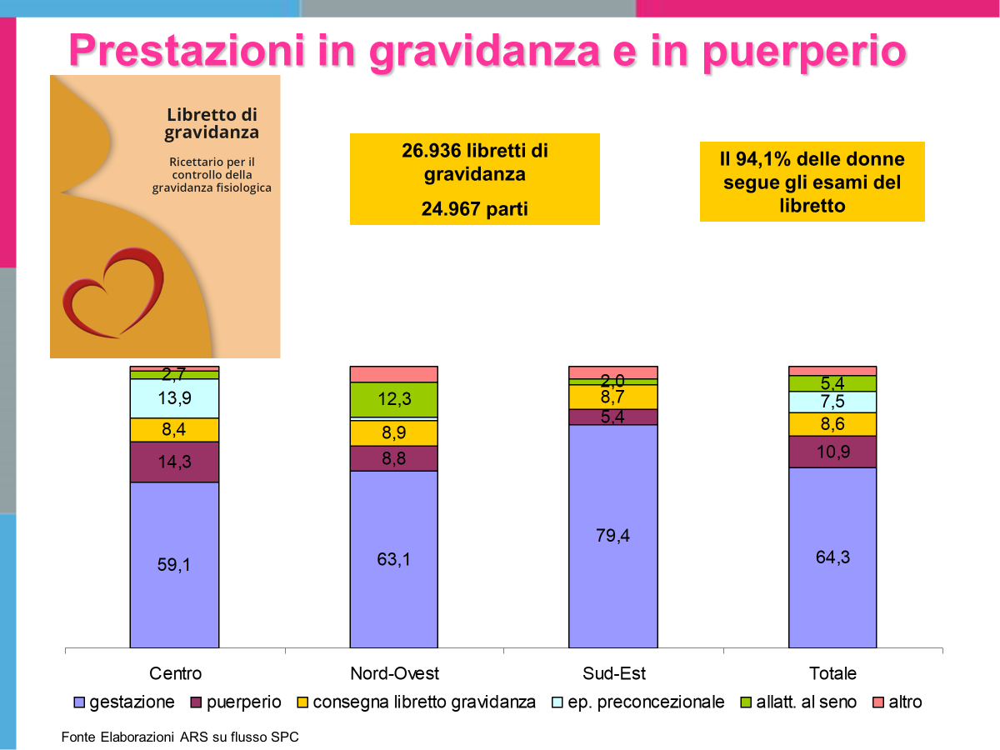 Prestazioni in gravidanza e in puerperio
Libretto di
gravidanza
Ricettario per il
controllo della
gravidanza fisiologica
26.936 libretti di
gravidanza
24.967 parti
Il 94,1% delle donne
segue gli esami del
libretto
2,7
13,9
8,4
14,3
59,1
12,3
8,9
8,8
63,1
2,0
8,7
5,4
79,4
5,4
7,5
8,6
10,9
64,3
Centro
Nord-Ovest
Sud-Est
Totale
gestazione
puerperio
consegna libretto gravidanza
ep. preconcezionale
allatt. al seno
altro
Fonte Elaborazioni ARS su flusso SPC